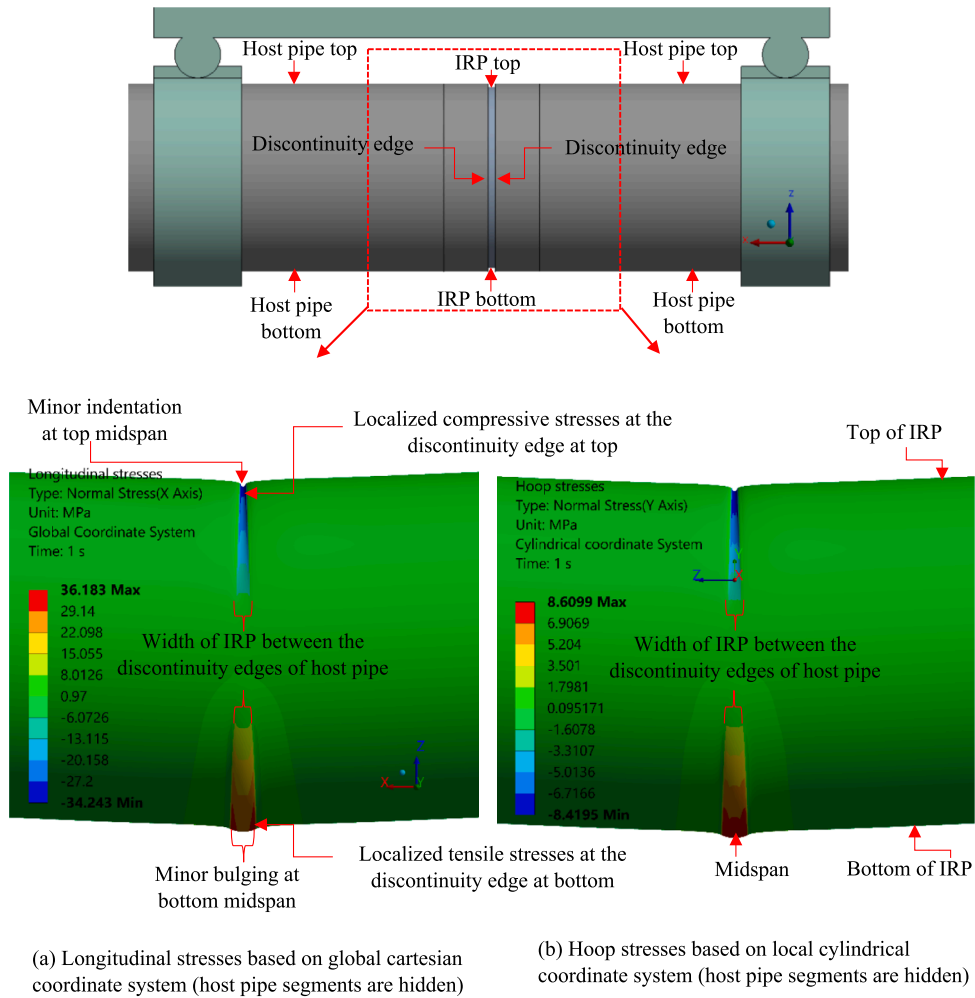 Host pipe top
Host pipe top
IRP top
Discontinuity edge
Discontinuity edge
z
x
Host pipe
bottom
IRP bottom
Host pipe
bottom
Minor indentation
at top midspan
Localized compressive stresses at the
discontinuity edge at top
Top of IRP
Longitudinal stresses
Type: Normal Stress(X Axis)
Unit: MPa
Global Coordinate System
Time: 1 s
36.183 Max
29.14
22.098
15.055
8.0126
0.97
-6.0726
-13.115
-20.158
-27.2
-34.243 Min
Width of IRP between the
discontinuity edges of host pipe
Z
X
Y
Hoop stresses
Type: Normal Stress(Y Axis)
Unit: MPa
Cylindrical coordinate System
Time: 1 s
Y
Z
X
8.6099 Max
6.9069
5.204
3.501
1.7981
0.095171
-1.6078
-3.3107
-5.0136
-6.7166
-8.4195 Min
Width of IRP between the
discontinuity edges of host pipe
Minor bulging at
bottom midspan
Localized tensile stresses at the
discontinuity edge at bottom
Midspan
Bottom of IRP
(a) Longitudinal stresses based on global cartesian
coordinate system (host pipe segments are hidden)
(b) Hoop stresses based on local cylindrical
coordinate system (host pipe segments are hidden)